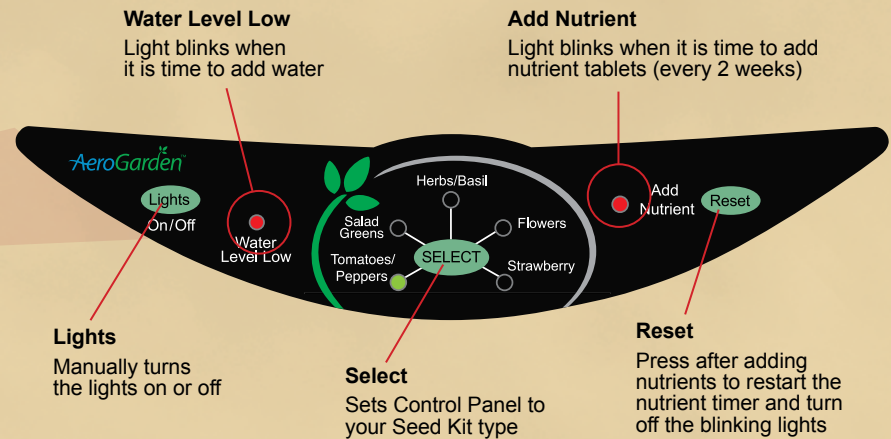 Water Level Low
Light blinks when
it is time to add water
Add Nutrient
Light blinks when it is time to add
nutrient tablets (every 2 weeks)
AeroGarden™
Lights
On/Off
Water
Level Low
Herbs/Basil
Salad
Greens
Flowers
Tomatoes/
Peppers
SELECT
Strawberry
Add
Nutrient
Reset
Lights
Manually turns
the lights on or off
Select
Sets Control Panel to
your Seed Kit type
Reset
Press after adding
nutrients to restart the
nutrient timer and turn
off the blinking lights